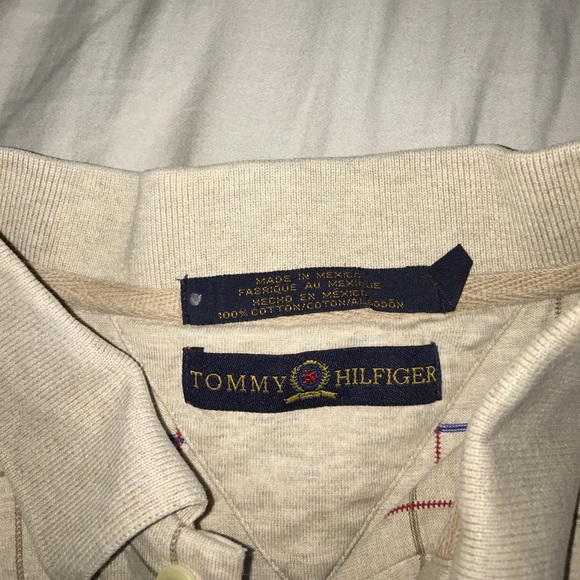 MADE IN MEXICO
FABRIQUE AU MEXIQUE
HECHO EN MEXICO
100% COTTON/COTON/ALGODÓN
TOMMY HILFIGER